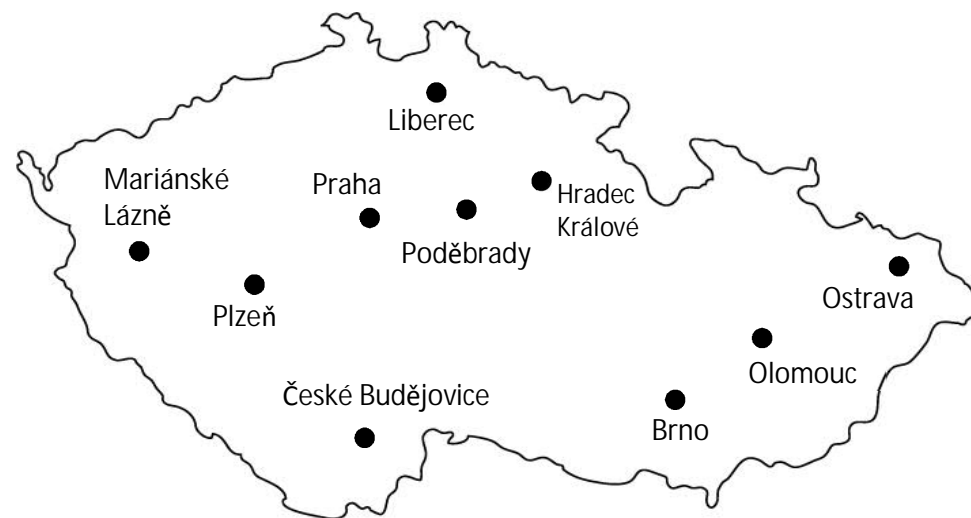 Liberec
Mariánské
Lázně
Praha
Hradec
Králové
Poděbrady
Plzeň
Ostrava
Olomouc
České Budějovice
Brno